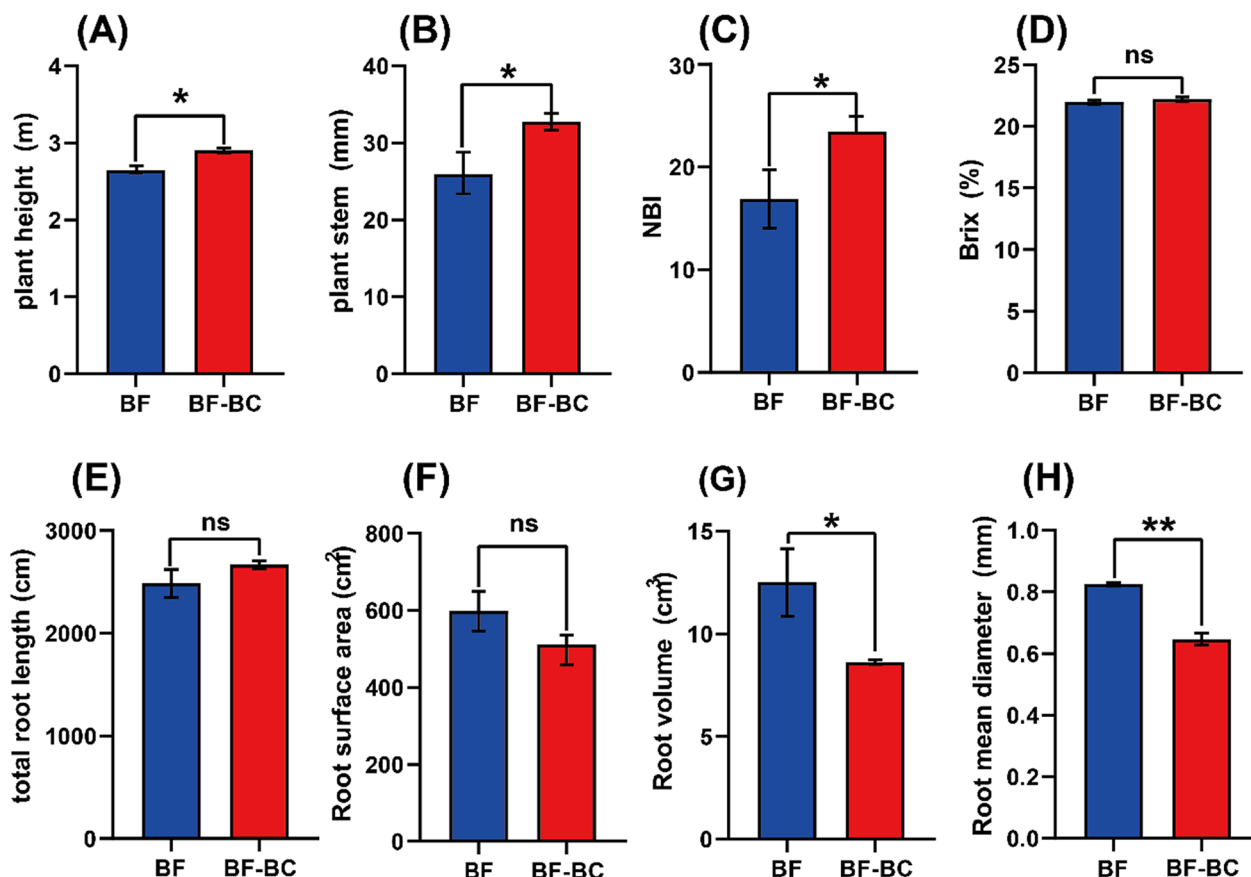 (A)
plant height (m)
4
3
2
1
0
*
BF
BF-BC
(B)
plant stem (mm)
40
30
20
10
0
*
BF
BF-BC
(C)
NBI
30
20
10
0
*
BF
BF-BC
(D)
Brix (%)
25
20
15
10
5
0
ns
BF
BF-BC
(E)
total root length (cm)
3000
2000
1000
0
ns
BF
BF-BC
(F)
Root surface area (cm²)
800
600
400
200
0
ns
BF
BF-BC
(G)
Root volume (cm³)
15
10
5
0
*
BF
BF-BC
(H)
Root mean diameter (mm)
1.0
0.8
0.6
0.4
0.2
0.0
**
BF
BF-BC